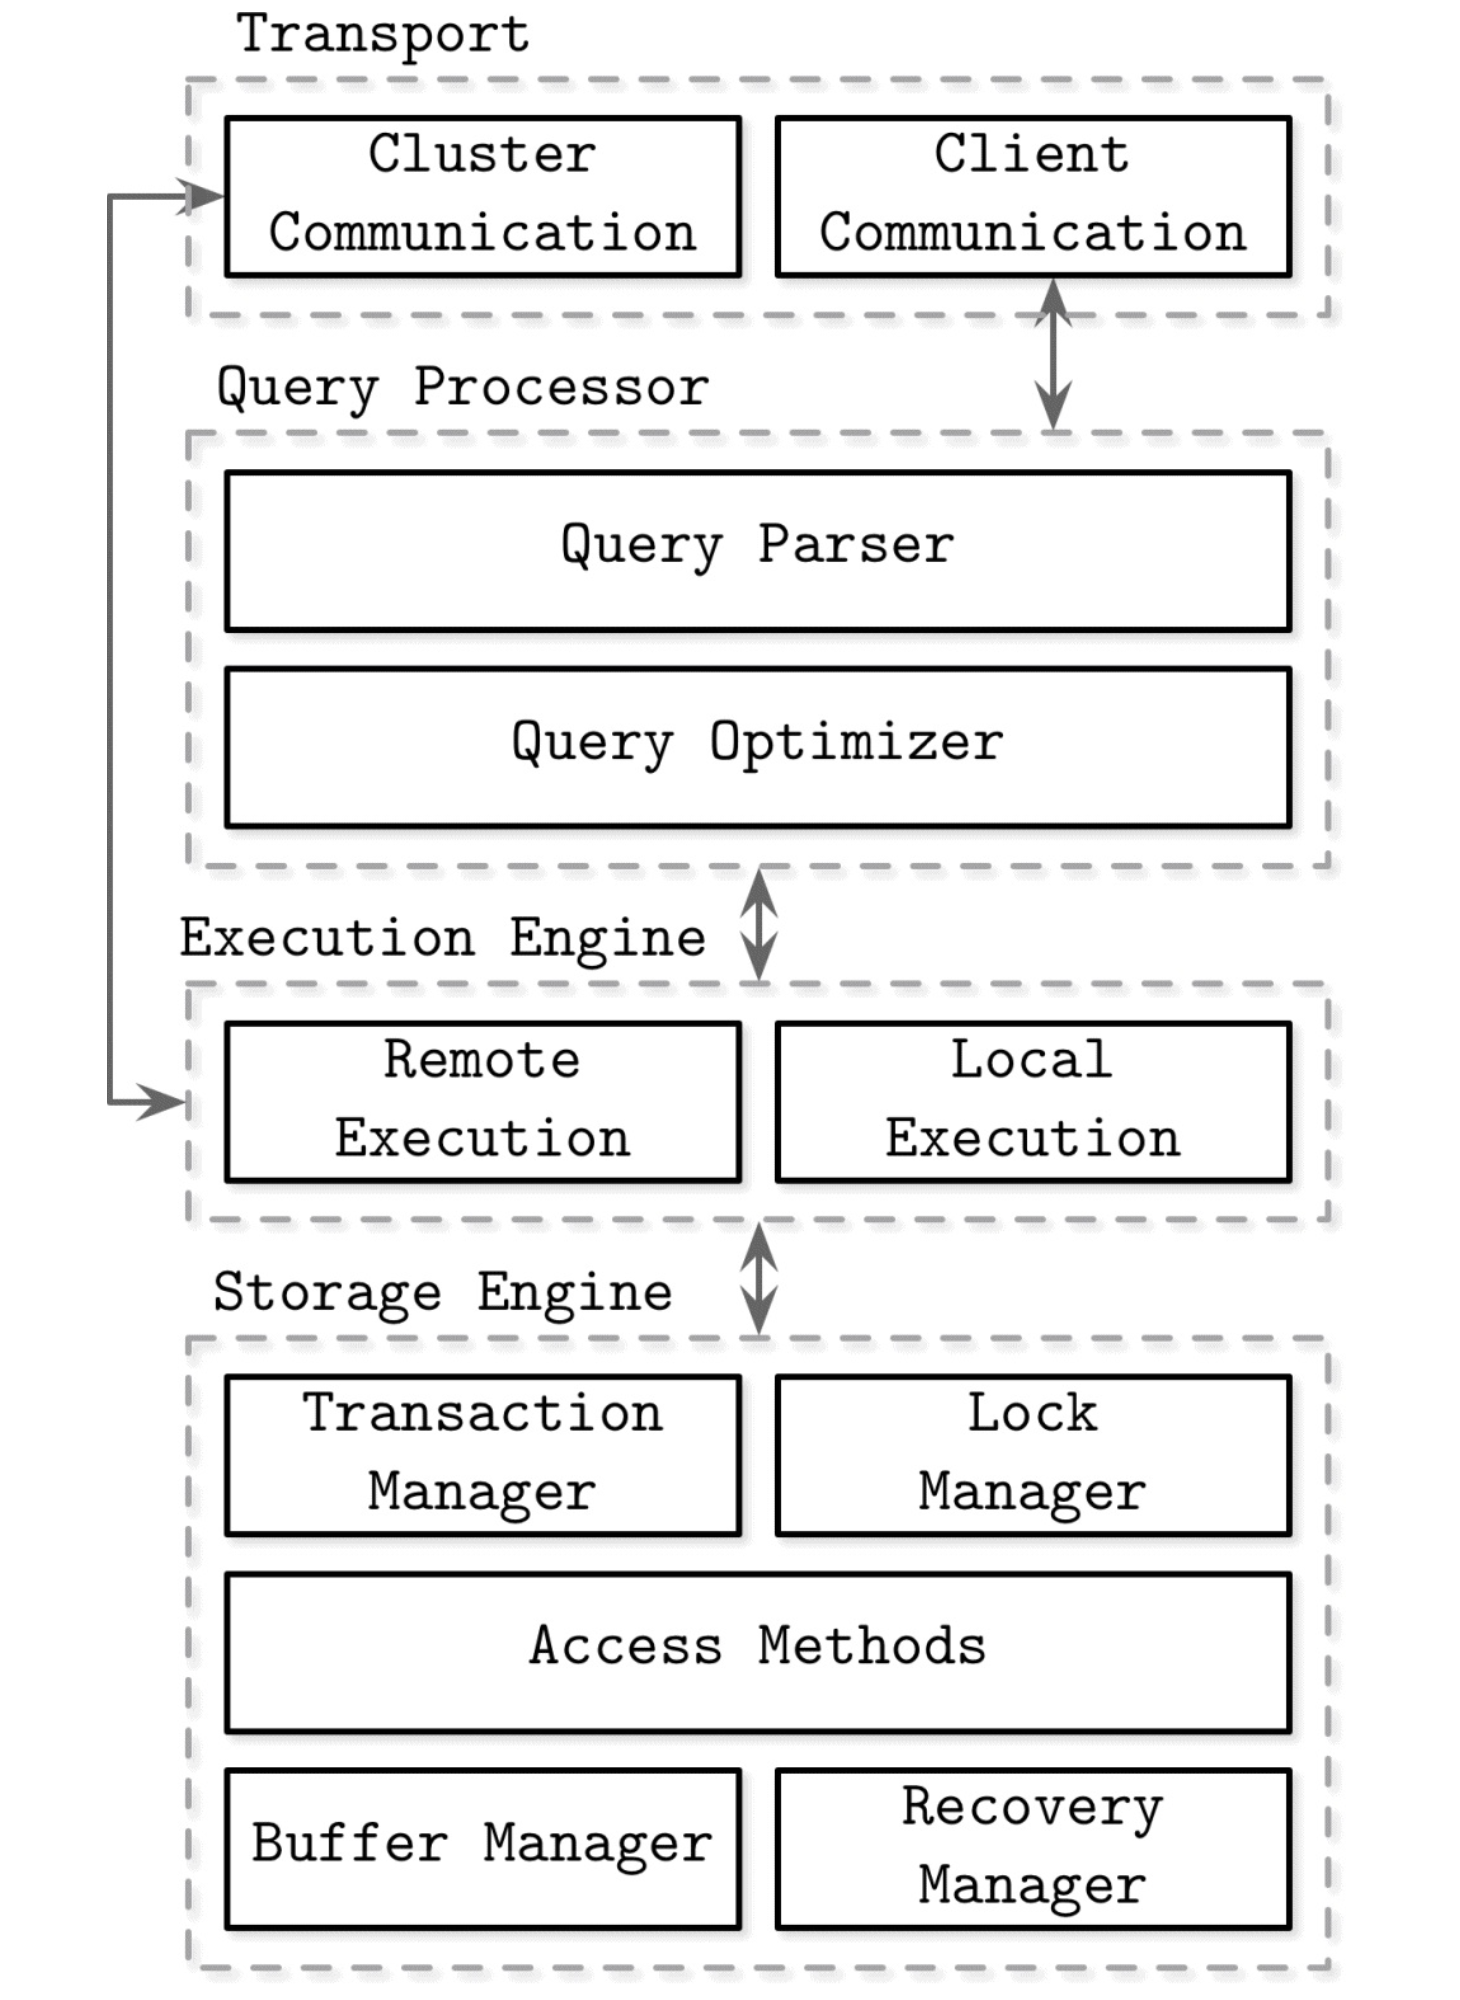 Transport
Cluster
Communication
Client
Communication
Query Processor
Query Parser
Query Optimizer
Execution Engine
Remote
Execution
Local
Execution
Storage Engine
Transaction
Manager
Lock
Manager
Access Methods
Buffer Manager
Recovery
Manager